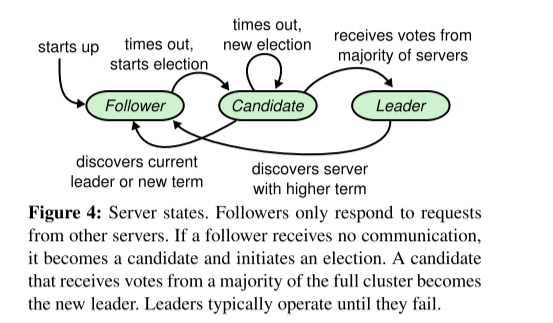 starts up
times out,
starts election
times out,
new election
receives votes from
majority of servers
Follower
Candidate
Leader
discovers current
leader or new term
discovers server
with higher term
Figure 4: Server states. Followers only respond to requests
from other servers. If a follower receives no communication,
it becomes a candidate and initiates an election. A candidate
that receives votes from a majority of the full cluster becomes
the new leader. Leaders typically operate until they fail.